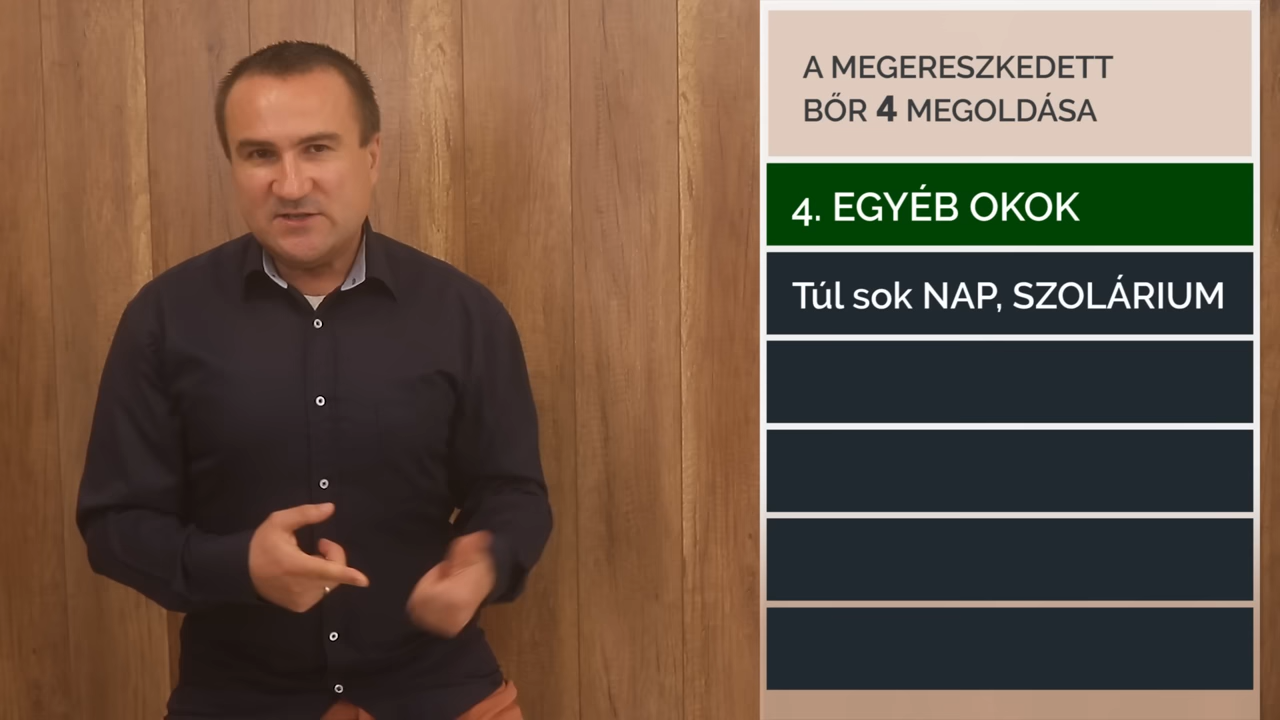 A MEGERESZKEDETT
BŐR 4 MEGOLDÁSA
4. EGYÉB OKOK
Túl sok NAP, SZOLÁRIUM